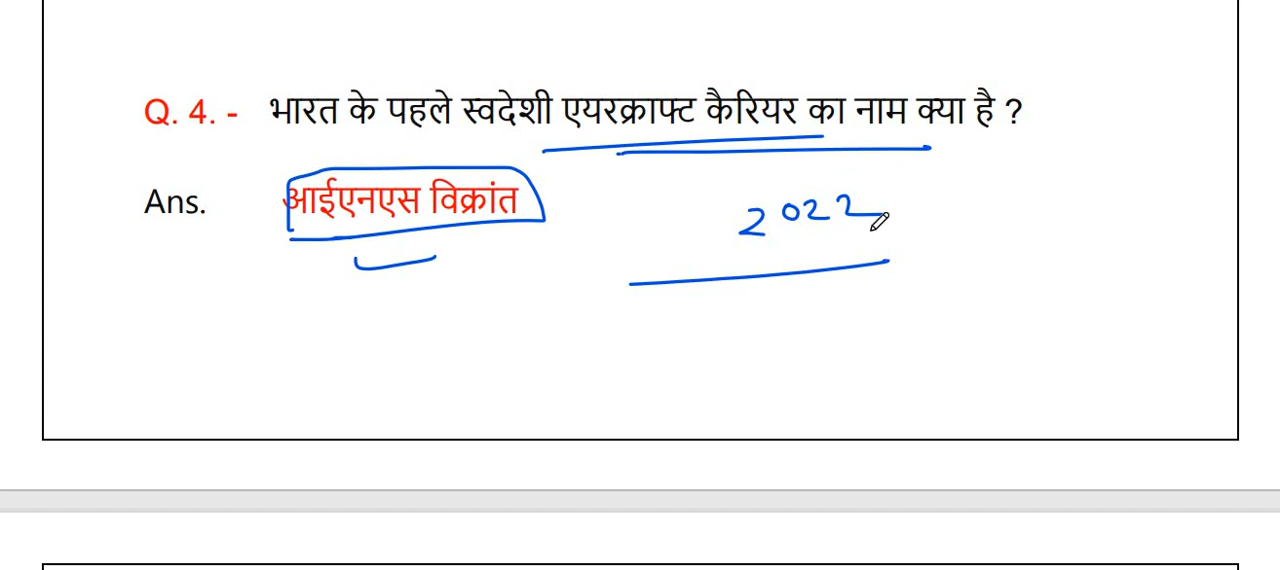 Q. 4. - भारत के पहले स्वदेशी एयरक्राफ्ट कैरियर का नाम क्या है ?
Ans. आईएनएस विक्रांत
2022